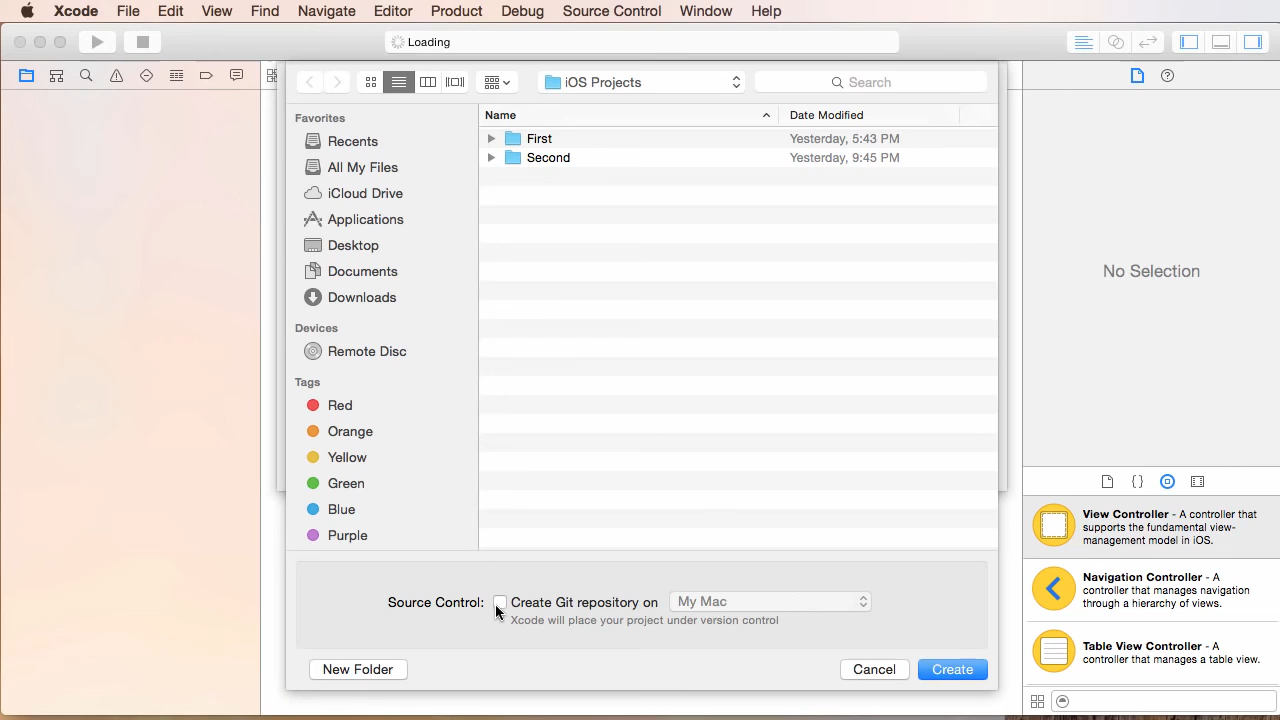 Xcode File Edit View Find Navigate Editor Product Debug Source Control Window Help
Loading
iOS Projects
Search
Favorites
Recents
All My Files
iCloud Drive
Applications
Desktop
Documents
Downloads
Devices
Remote Disc
Tags
Red
Orange
Yellow
Green
Blue
Purple
Name Date Modified
First Yesterday, 5:43 PM
Second Yesterday, 9:45 PM
Source Control: Create Git repository on My Mac
Xcode will place your project under version control
New Folder Cancel Create
No Selection
View Controller - A controller that
supports the fundamental view-
management model in iOS.
Navigation Controller - A
controller that manages navigation
through a hierarchy of views.
Table View Controller - A
controller that manages a table view.